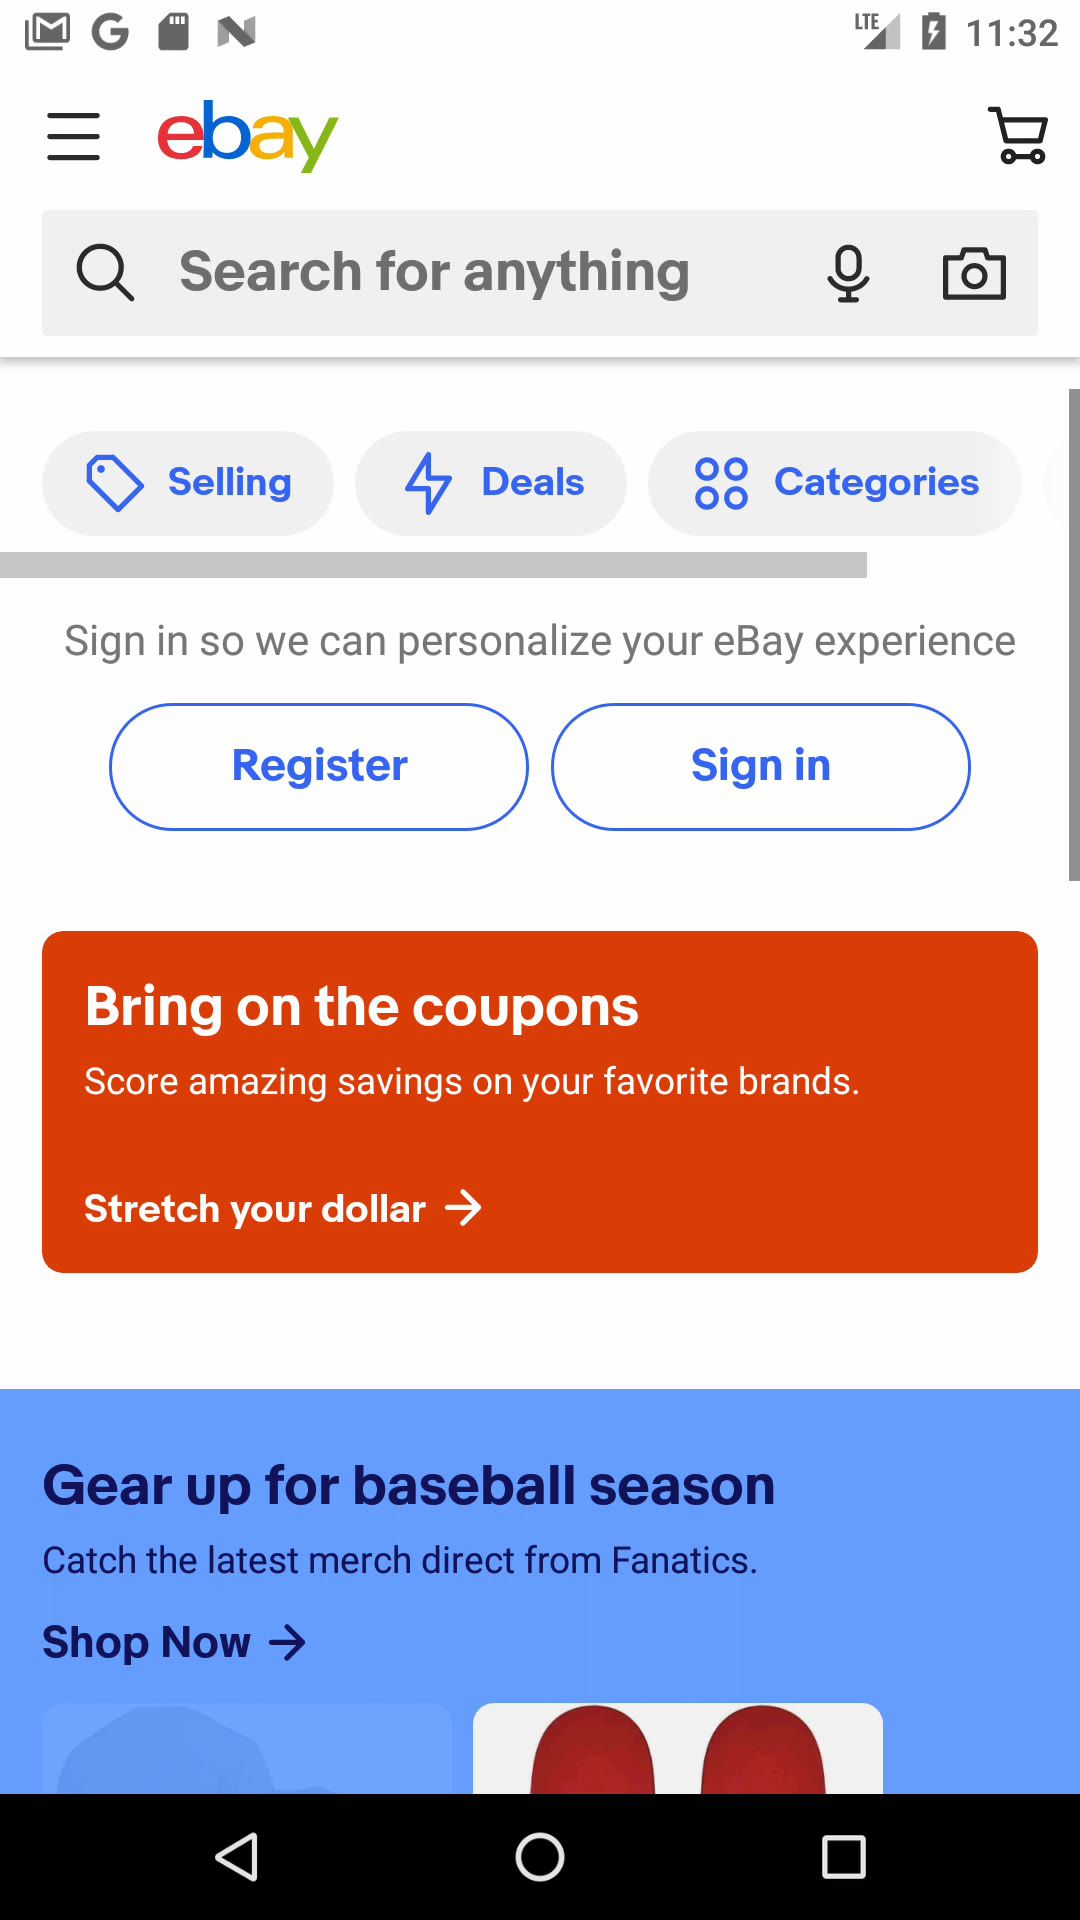 LTE 11:32
ebay
Search for anything
Selling Deals Categories
Sign in so we can personalize your eBay experience
Register Sign in
Bring on the coupons
Score amazing savings on your favorite brands.
Stretch your dollar
Gear up for baseball season
Catch the latest merch direct from Fanatics.
Shop Now